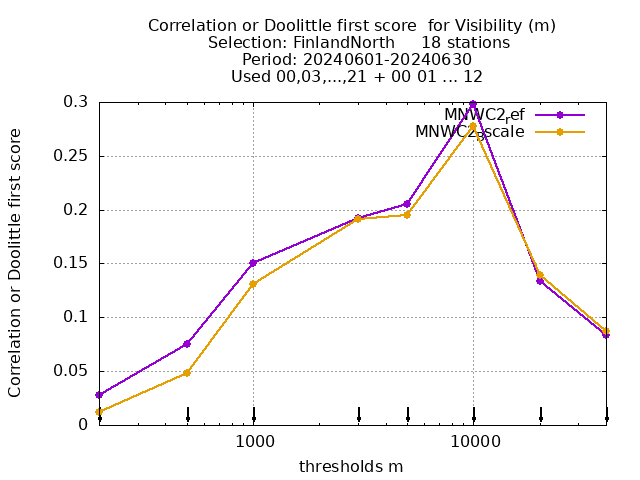 Correlation or Doolittle first score  for Visibility (m)
Selection: FinlandNorth     18 stations
Period: 20240601-20240630
Used 00,03,...,21 + 00 01 ... 12
MNWC2ref
MNWC2sscale
0.3
0.25
0.2
0.15
0.1
0.05
0
1000 10000
thresholds m
Correlation or Doolittle first score